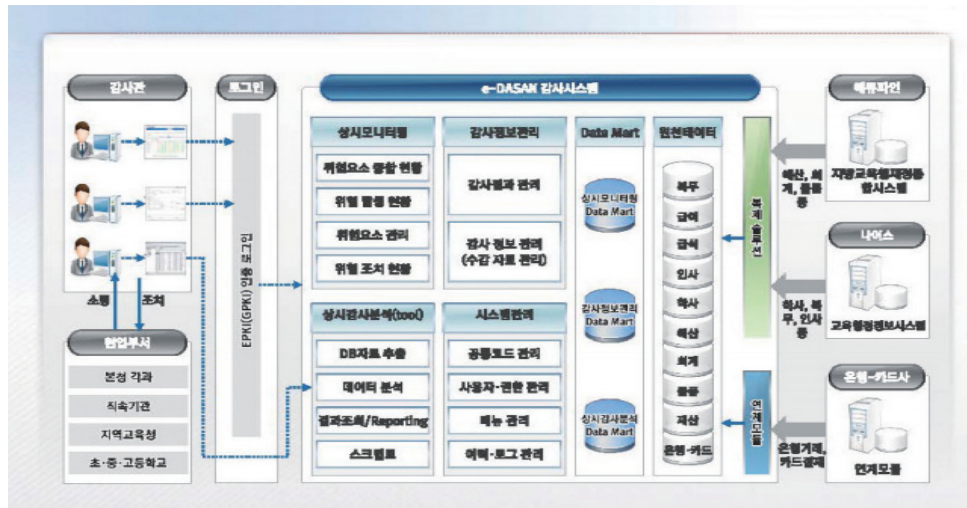 감사관
로그인
e-DASAN 감사시스템
에듀파인
상시모니터링
감사정보관리
Data Mart
원천데이터
위험요소 종합 현황
위험 발생 현황
위험요소 관리
위험 조치 현황
감사결과 관리
감사 정보 관리
(수감 자료 관리)
상시모니터링
Data Mart
감사정보관리
Data Mart
상시감사분석
Data Mart
복무
급여
급식
인사
학사
예산
회계
물품
재산
은행-카드
복제 솔루션
연계모듈
예산, 회
계, 물품
등
지방교육행재정통
합시스템
나이스
학사, 복
무, 인사
등
교육행정정보시스템
은행-카드사
은행거래,
카드결제
연계모듈
EPKI(GPKI) 인증 로그인
소명
조치
현업부서
본청 각과
직속기관
지역교육청
초·중·고등학교
상시감사분석(tool)
시스템관리
DB자료 추출
데이터 분석
결과조회/Reporting
스크립트
공통코드 관리
사용자-권한 관리
메뉴 관리
이력-로그 관리